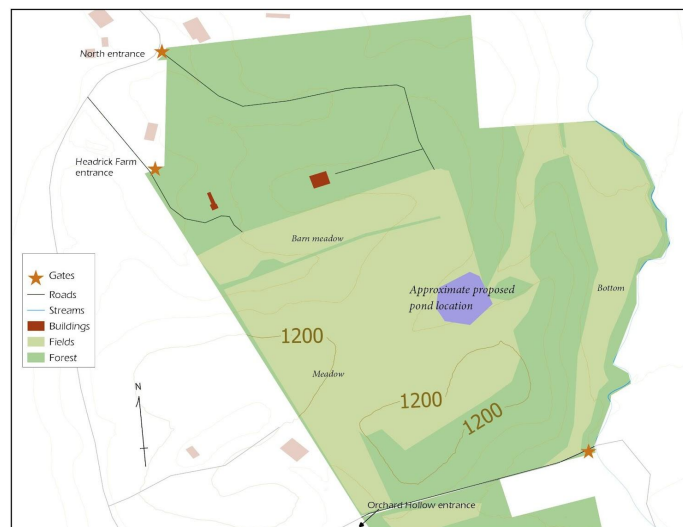 North entrance
Headrick Farm
entrance
Barn meadow
Approximate proposed
pond location
Bottom
Gates
Roads
Streams
Buildings
Fields
Forest
1200
Meadow
1200
1200
N
Orchard Hollow entrance